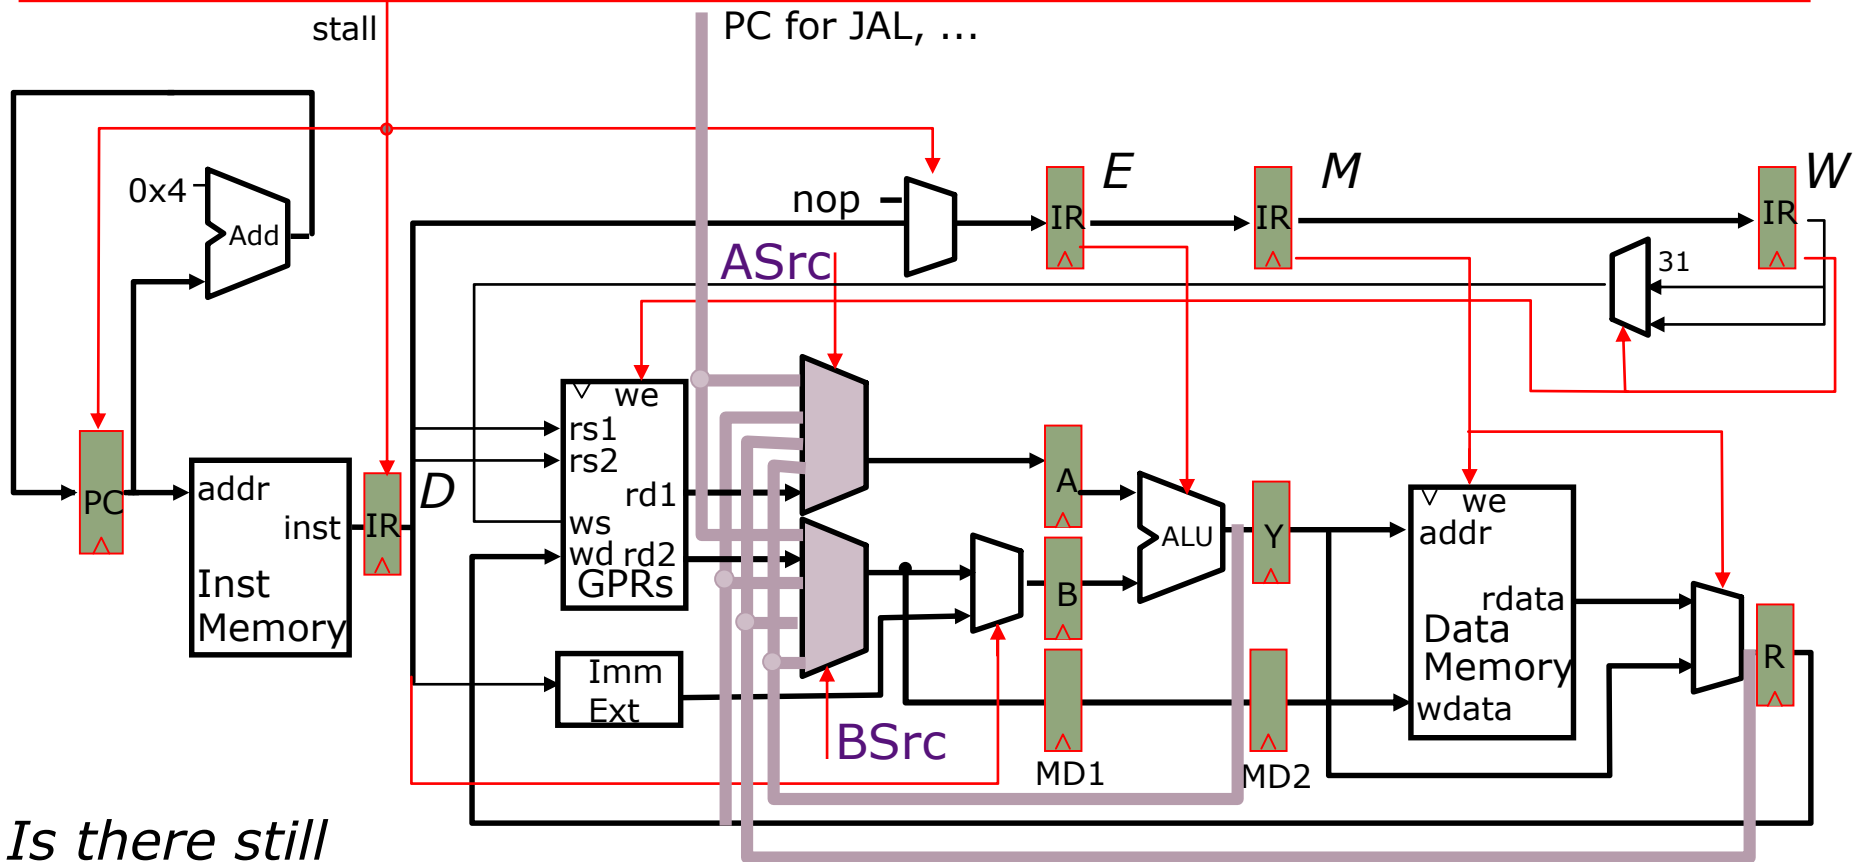 stall
PC for JAL, ...
E
M
W
0x4
nop
IR
IR
IR
Add
ASrc
31
we
rs1
rs2
A
D
PC
addr
rd1
we
inst
IR
ws
addr
ALU
Y
wd
rd2
GPRs
Inst
Memory
B
rdata
Data
Memory
R
Imm
Ext
wdata
BSrc
MD1
MD2
Is there still